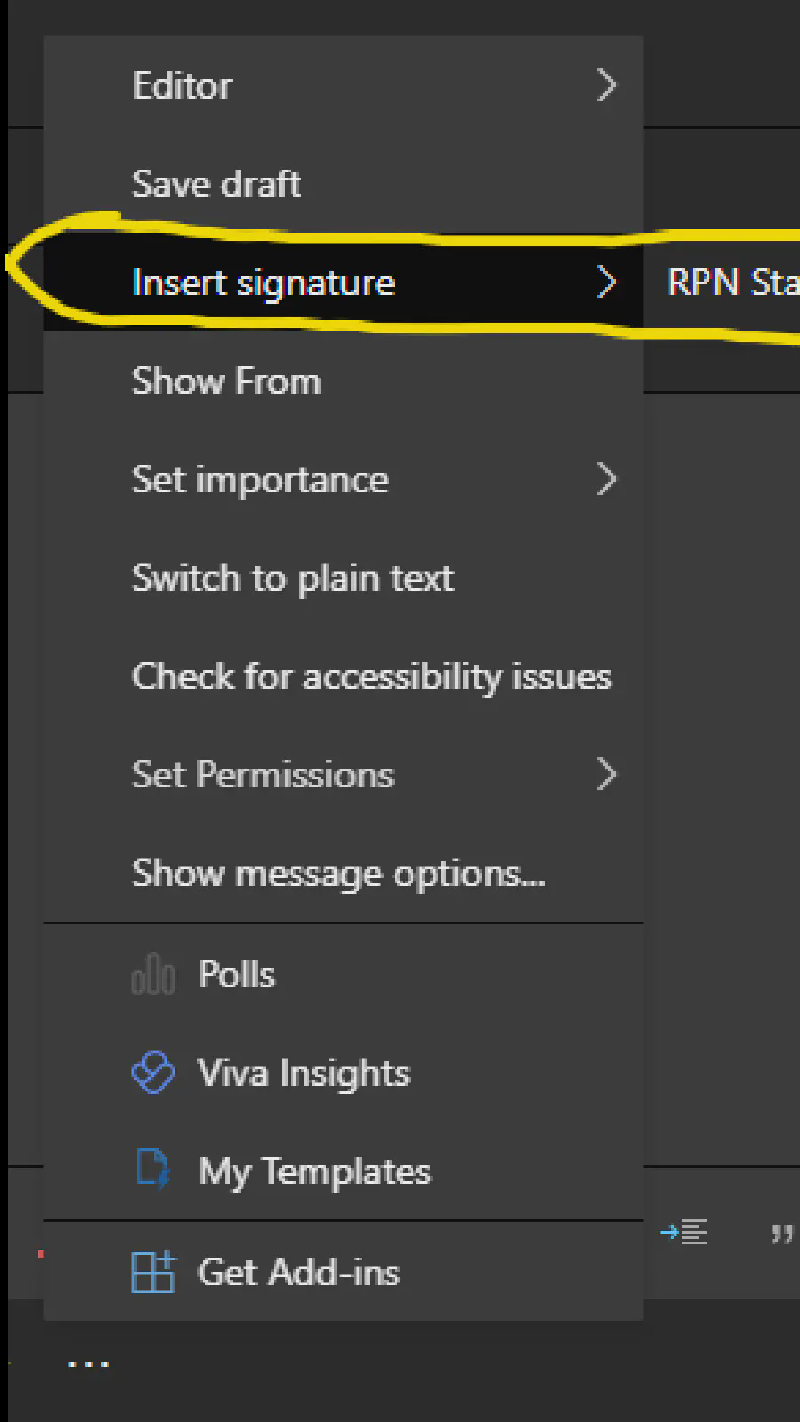 Editor
Save draft
Insert signature
RPN Sta
Show From
Set importance
Switch to plain text
Check for accessibility issues
Set Permissions
Show message options...
Polls
Viva Insights
My Templates
Get Add-ins
...